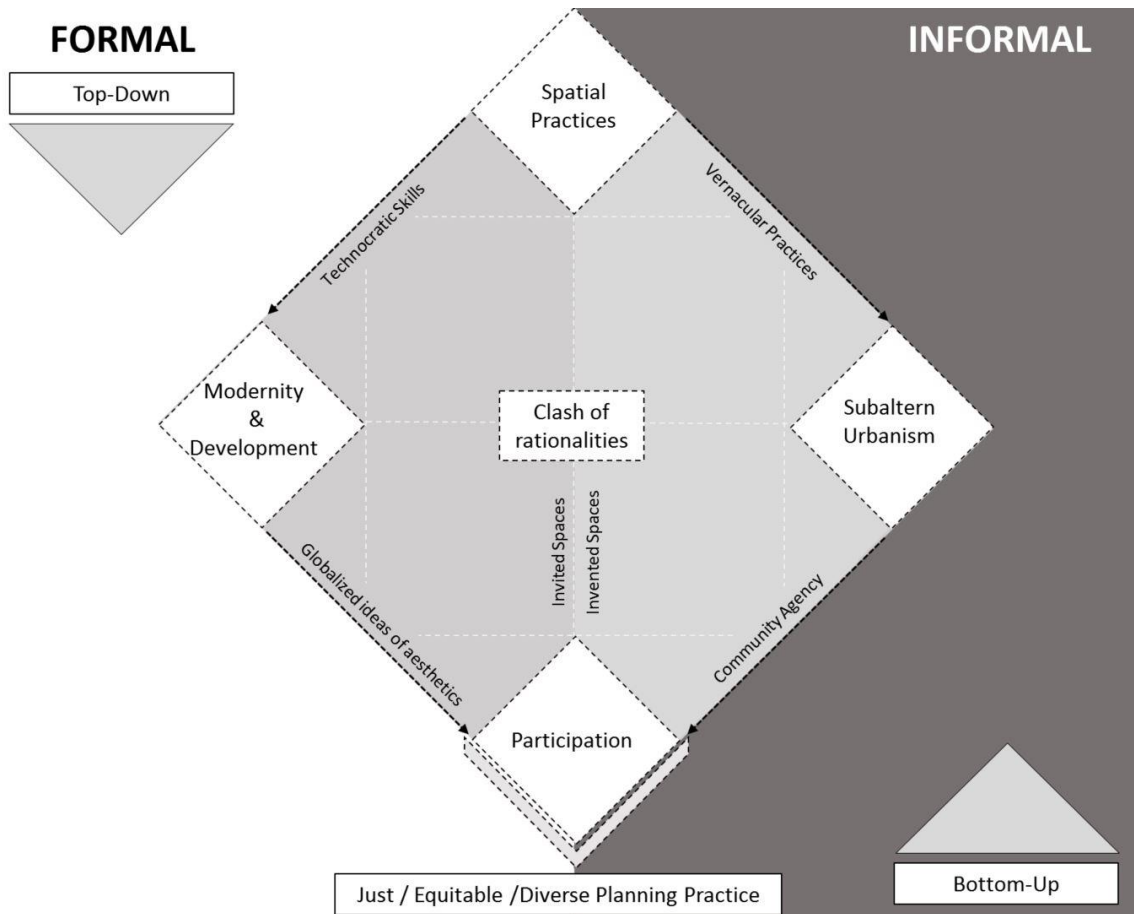 FORMAL
INFORMAL
Top-Down
Spatial
Practices
Technocratic Skills
Vernacular Practices
Modernity
&
Development
Clash of
rationalities
Subaltern
Urbanism
Invited Spaces
Invented Spaces
Globalized ideas of aesthetics
Community Agency
Participation
Just / Equitable /Diverse Planning Practice
Bottom-Up